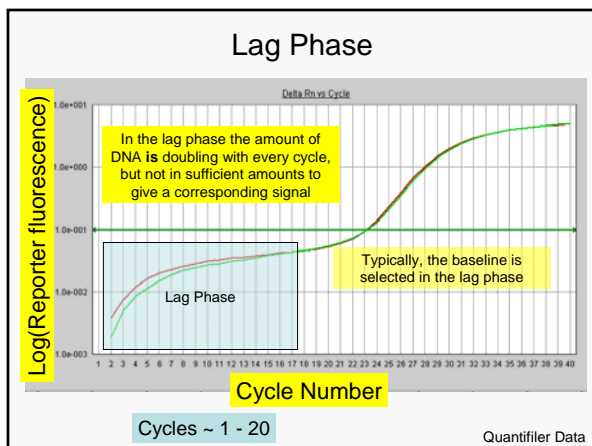 Lag Phase
Delta Rn vs Cycle
Log(Reporter fluorescence)
1.0e+001
1.0e+000
1.0e-001
1.0e-002
1.0e-003
In the lag phase the amount of
DNA is doubling with every cycle,
but not in sufficient amounts to
give a corresponding signal
Typically, the baseline is
selected in the lag phase
Lag Phase
1 2 3 4 5 6 7 8 9 10 11 12 13 14 15 16 17 18 19 20 21 22 23 24 25 26 27 28 29 30 31 32 33 34 35 36 37 38 39 40
Cycle Number
Cycles ~ 1 - 20
Quantifiler Data